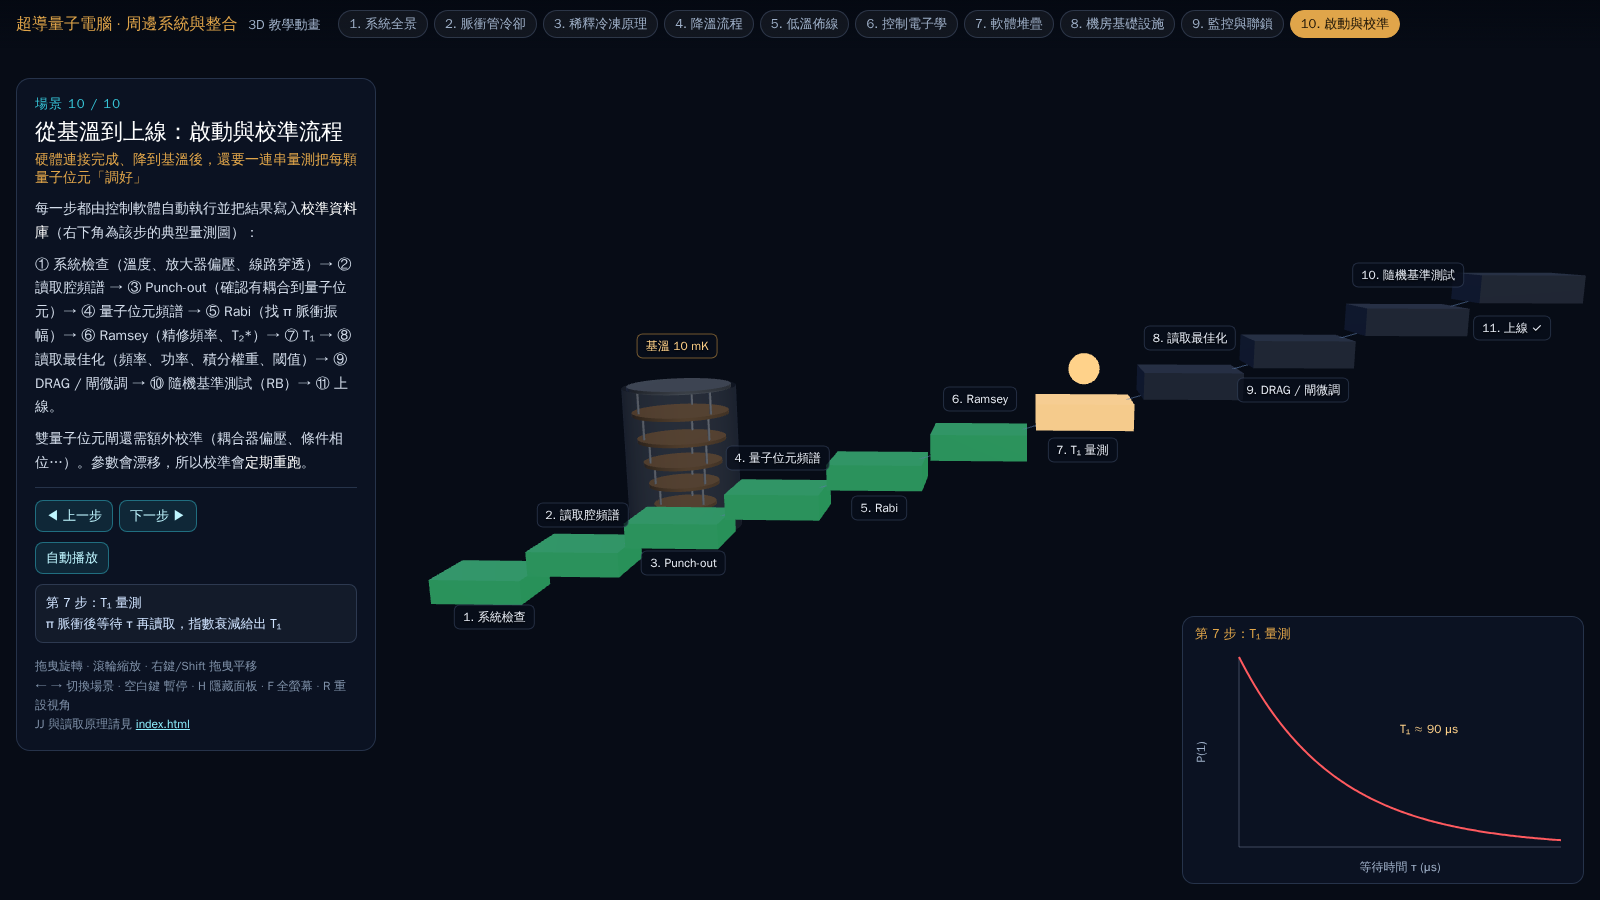 超導量子電腦 · 周邊系統與整合 3D 教學動畫
1. 系統全景
2. 脈衝管冷卻
3. 稀釋冷凍原理
4. 降溫流程
5. 低溫佈線
6. 控制電子學
7. 軟體堆疊
8. 機房基礎設施
9. 監控與聯鎖
10. 啟動與校準
場景 10 / 10
從基溫到上線：啟動與校準流程
硬體連接完成、降到基溫後，還要一連串量測把每顆
量子位元「調好」
每一步都由控制軟體自動執行並把結果寫入校準資料
庫（右下角為該步的典型量測圖）：
① 系統檢查（溫度、放大器偏壓、線路穿透）→ ②
讀取腔頻譜 → ③ Punch-out（確認有耦合到量子位
元）→ ④ 量子位元頻譜 → ⑤ Rabi（找 π 脈衝振
幅）→ ⑥ Ramsey（精修頻率、T₂*）→ ⑦ T₁ → ⑧
讀取最佳化（頻率、功率、積分權重、閾值）→ ⑨
DRAG / 閘微調 → ⑩ 隨機基準測試（RB）→ ⑪ 上
線。
雙量子位元閘還需額外校準（耦合器偏壓、條件相
位⋯）。參數會漂移，所以校準會定期重跑。
◀ 上一步
下一步 ▶
自動播放
第 7 步：T₁ 量測
π 脈衝後等待 τ 再讀取，指數衰減給出 T₁
拖曳旋轉 · 滾輪縮放 · 右鍵/Shift 拖曳平移
← → 切換場景 · 空白鍵 暫停 · H 隱藏面板 · F 全螢幕 · R 重
設視角
JJ 與讀取原理請見 index.html
基溫 10 mK
1. 系統檢查
2. 讀取腔頻譜
3. Punch-out
4. 量子位元頻譜
5. Rabi
6. Ramsey
7. T₁ 量測
8. 讀取最佳化
9. DRAG / 閘微調
10. 隨機基準測試
11. 上線 ✓
第 7 步：T₁ 量測
T₁ ≈ 90 μs
P(1)
等待時間 τ (μs)